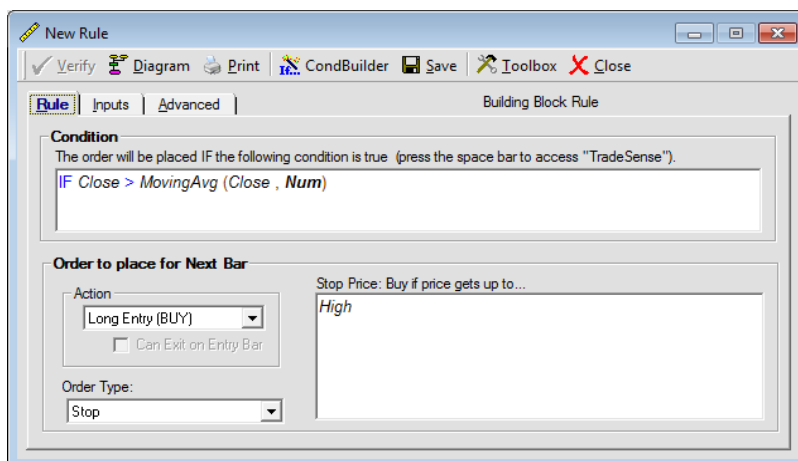 New Rule
Verify Diagram Print If... CondBuilder Save Toolbox Close
Rule Inputs Advanced Building Block Rule
Condition
The order will be placed IF the following condition is true (press the space bar to access "TradeSense").
IF Close > MovingAvg (Close , Num)
Order to place for Next Bar
Action
Long Entry (BUY)
Can Exit on Entry Bar
Order Type:
Stop
Stop Price: Buy if price gets up to...
High